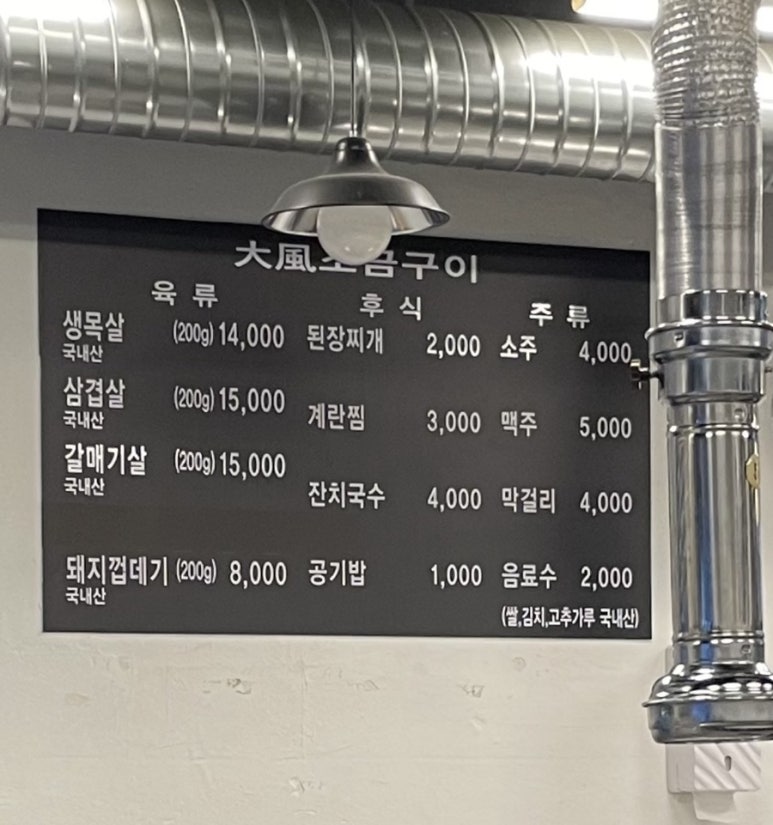 大風소금구이
육류
생목살 (200g) 14,000
국내산
삼겹살 (200g) 15,000
국내산
갈매기살 (200g) 15,000
국내산
돼지껍데기 (200g) 8,000
국내산
후식
된장찌개 2,000
계란찜 3,000
잔치국수 4,000
공기밥 1,000
주류
소주 4,000
맥주 5,000
막걸리 4,000
음료수 2,000
(쌀,김치,고추가루 국내산)